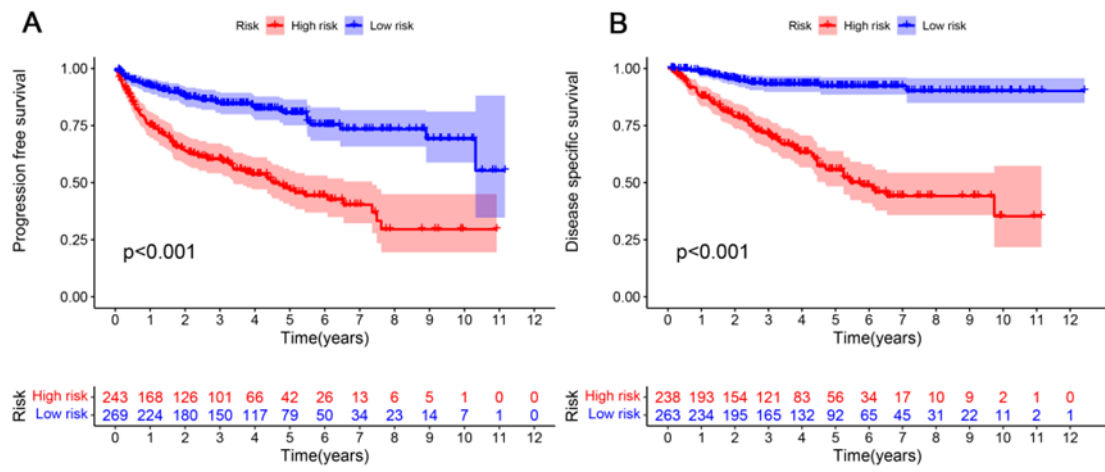 A
Risk High risk Low risk
Progression free survival
1.00
0.75
0.50
0.25
0.00
p<0.001
0 1 2 3 4 5 6 7 8 9 10 11 12
Time(years)
Risk
High risk 243 168 126 101 66 42 26 13 6 5 1 0 0
Low risk 269 224 180 150 117 79 50 34 23 14 7 1 0
0 1 2 3 4 5 6 7 8 9 10 11 12
Time(years)
B
Risk High risk Low risk
Disease specific survival
1.00
0.75
0.50
0.25
0.00
p<0.001
0 1 2 3 4 5 6 7 8 9 10 11 12
Time(years)
Risk
High risk 238 193 154 121 83 56 34 17 10 9 2 1 0
Low risk 263 234 195 165 132 92 65 45 31 22 11 2 1
0 1 2 3 4 5 6 7 8 9 10 11 12
Time(years)